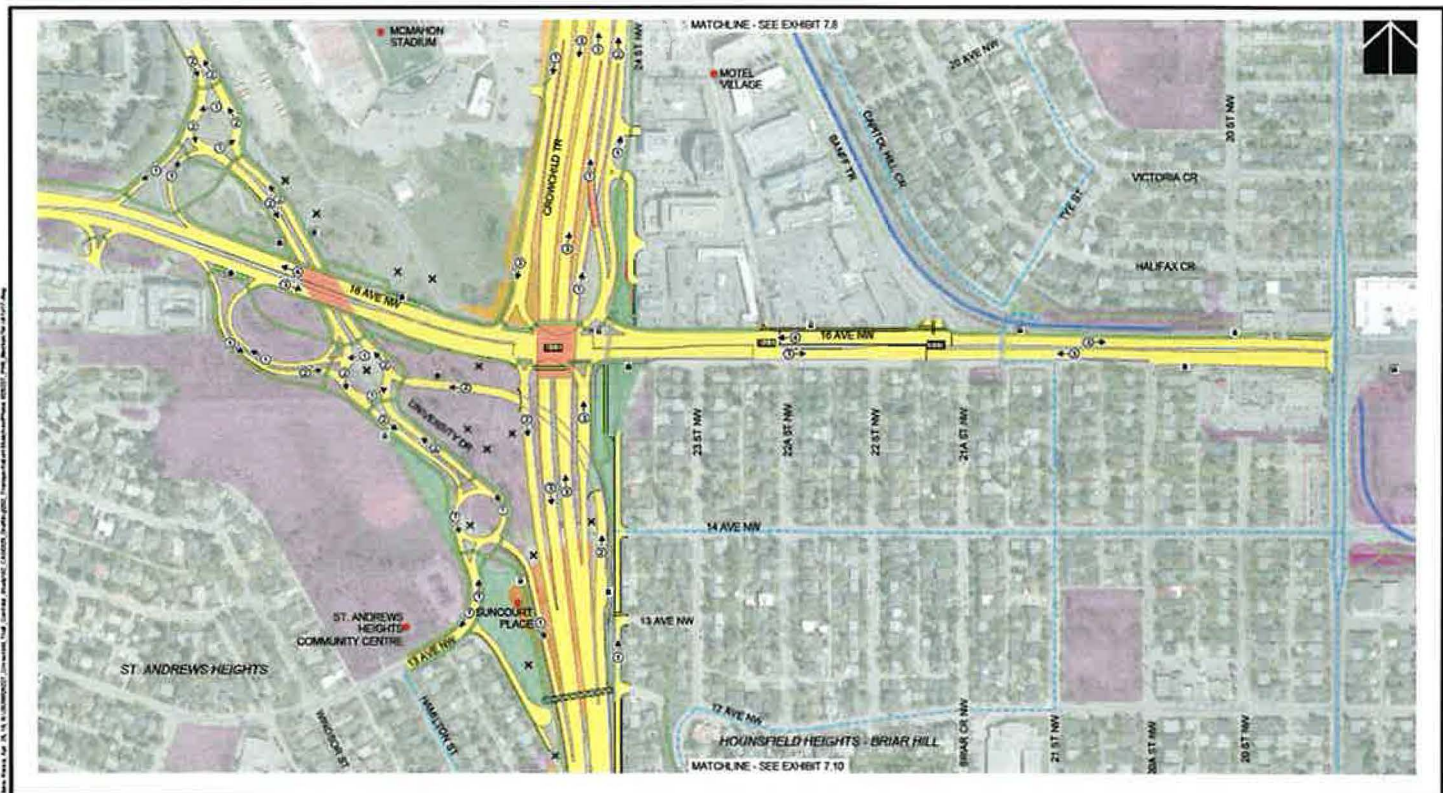 MATCHLINE - SEE EXHIBIT 7.8
MCMAHON
STADIUM
24 ST NW
MOTEL
VILLAGE
20 AVE NW
CROWCHILD TR
BANFF TR
CAPITOL HILL CR
TYE ST
VICTORIA CR
20 ST NW
HALIFAX CR
16 AVE NW
16 AVE NW
UNIVERSITY DR
23 ST NW
22A ST NW
22 ST NW
21A ST NW
14 AVE NW
ST. ANDREWS
HEIGHTS
COMMUNITY CENTRE
SUNCOURT
PLACE
13 AVE NW
13 AVE NW
ST. ANDREWS HEIGHTS
WINDSOR ST
HAMILTON ST
12 AVE NW
HOUNSFIELD HEIGHTS - BRIAR HILL
BRIAR CR NW
21 ST NW
20A ST NW
20 ST NW
MATCHLINE - SEE EXHIBIT 7.10